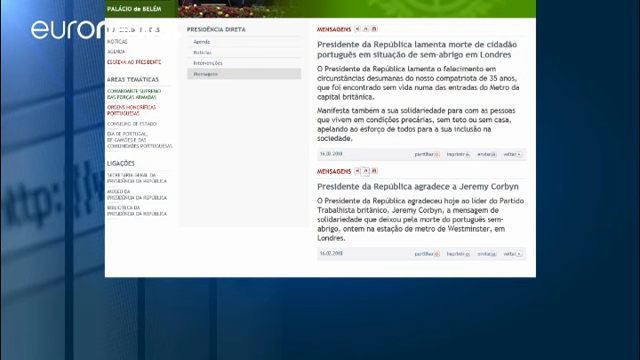 PALÁCIO de BELÉM
euron
NOTÍCIAS
AGENDA
ESCREVA AO PRESIDENTE
ÁREAS TEMÁTICAS
COMANDANTE SUPREMO
DAS FORÇAS ARMADAS
ORDENS HONORÍFICAS
PORTUGUESAS
CONSELHO DE ESTADO
DIA DE PORTUGAL,
DE CAMÕES E DAS
COMUNIDADES PORTUGUESAS
LIGAÇÕES
SECRETARIA GERAL DA
PRESIDÊNCIA DA REPÚBLICA
MUSEU DA
PRESIDÊNCIA DA REPÚBLICA
BIBLIOTECA DA
PRESIDÊNCIA DA REPÚBLICA
PRESIDÊNCIA DIRETA
Agenda
Notícias
Intervenções
Mensagens
MENSAGENS
Presidente da República lamenta morte de cidadão
português em situação de sem-abrigo em Londres
O Presidente da República lamenta o falecimento em
circunstâncias desumanas do nosso compatriota de 35 anos,
que foi encontrado sem vida numa das entradas do Metro da
capital britânica.
Manifesta também a sua solidariedade para com as pessoas
que vivem em condições precárias, sem teto ou sem casa,
apelando ao esforço de todos para a sua inclusão na
sociedade.
16.02.2018 partilhar imprimir enviar voltar
MENSAGENS
Presidente da República agradece a Jeremy Corbyn
O Presidente da República agradeceu hoje ao líder do Partido
Trabalhista britânico, Jeremy Corbyn, a mensagem de
solidariedade que deixou pela morte do português sem-
abrigo, ontem na estação de metro de Westminster, em
Londres.
16.02.2018 partilhar imprimir enviar voltar
http://w